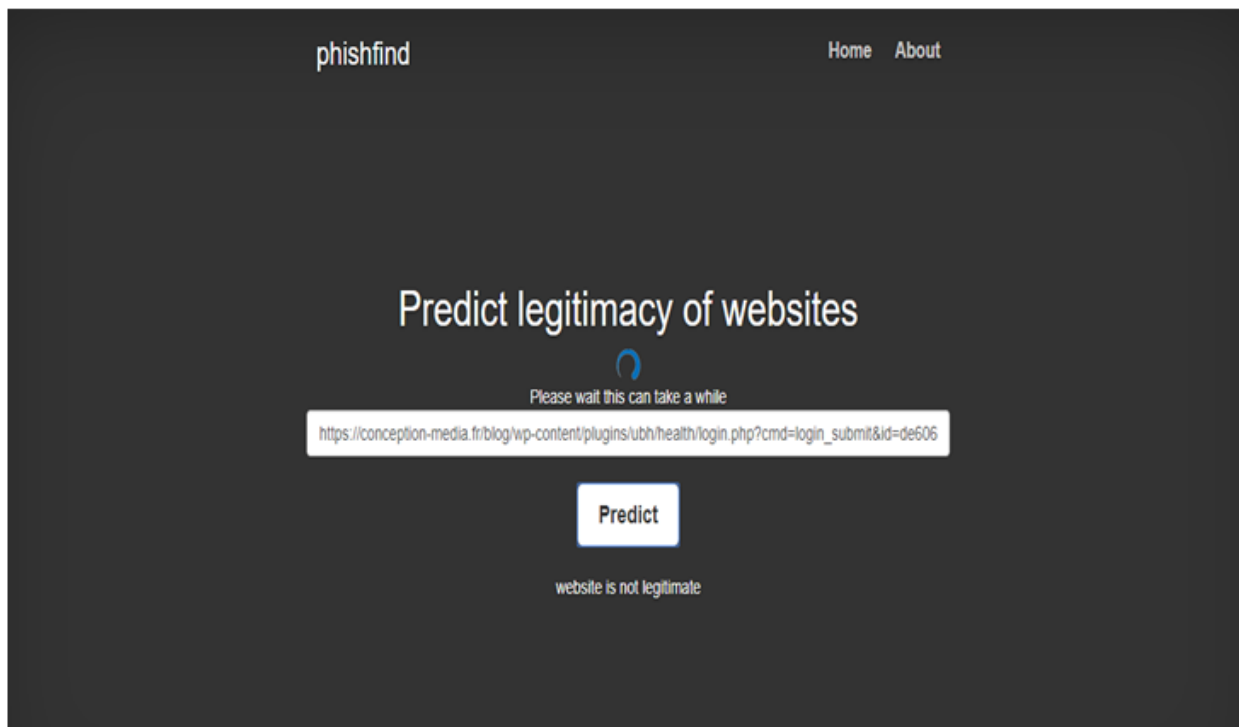 phishfind Home About
Predict legitimacy of websites
Please wait this can take a while
https://conception-media.fr/blog/wp-content/plugins/ubh/health/login.php?cmd=login_submit&id=de606
Predict
website is not legitimate